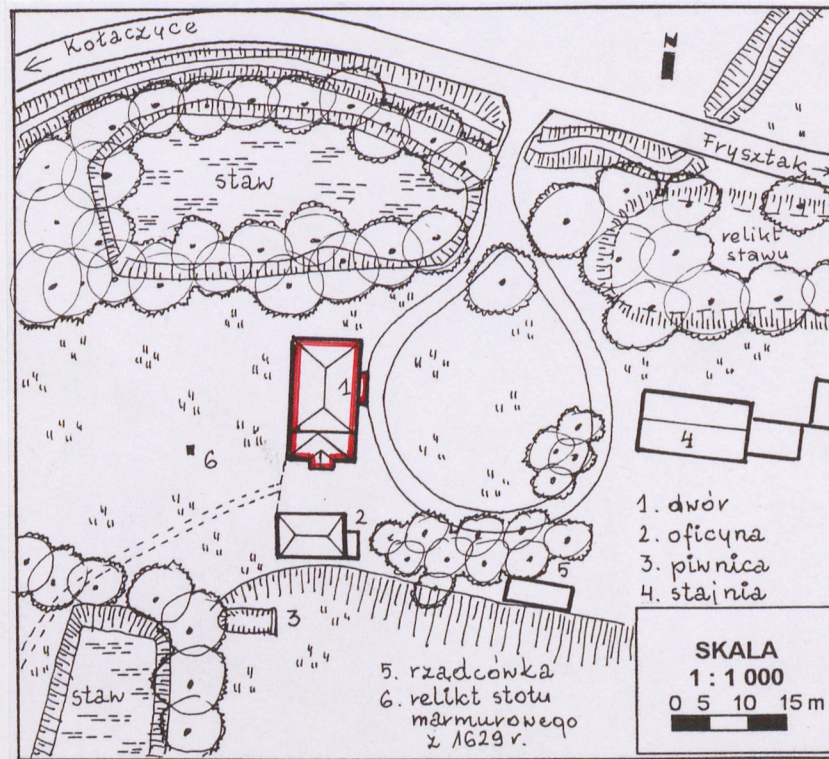 ← Kołaczyce
N
Frysztak →
staw
relikt
stawu
1
4
6
2
5
3
staw
1. dwór
2. oficyna
3. piwnica
4. stajnia
5. rządcówka
6. relikt stołu
marmurowego
z 1629 r.
SKALA
1 : 1 000
0 5 10 15 m